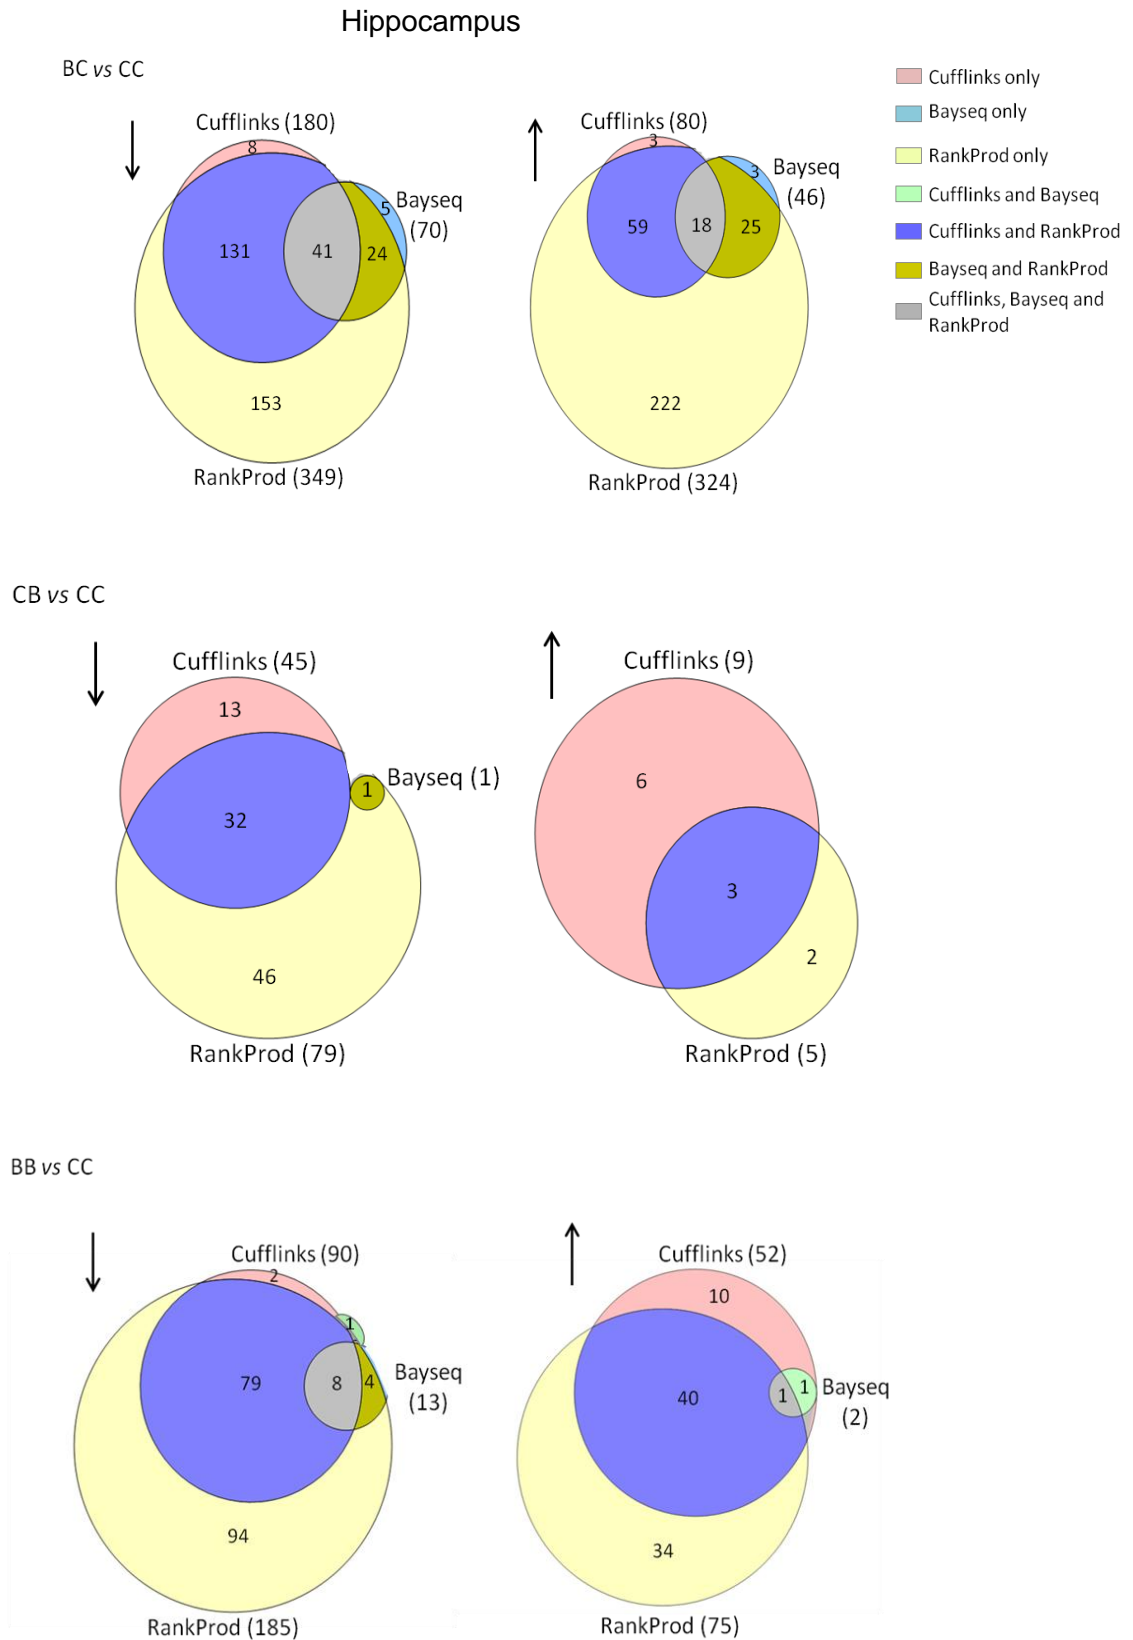 Hippocampus
BC vs CC
Cufflinks (180)
8
5
Bayseq
(70)
131
41
24
153
RankProd (349)
Cufflinks (80)
3
3
Bayseq
(46)
59
18
25
222
RankProd (324)
Cufflinks only
Bayseq only
RankProd only
Cufflinks and Bayseq
Cufflinks and RankProd
Bayseq and RankProd
Cufflinks, Bayseq and
RankProd
CB vs CC
Cufflinks (45)
13
Bayseq (1)
1
32
46
RankProd (79)
Cufflinks (9)
6
3
2
RankProd (5)
BB vs CC
Cufflinks (90)
2
1
Bayseq
(13)
79
8
4
94
RankProd (185)
Cufflinks (52)
10
1
1
Bayseq
(2)
40
34
RankProd (75)